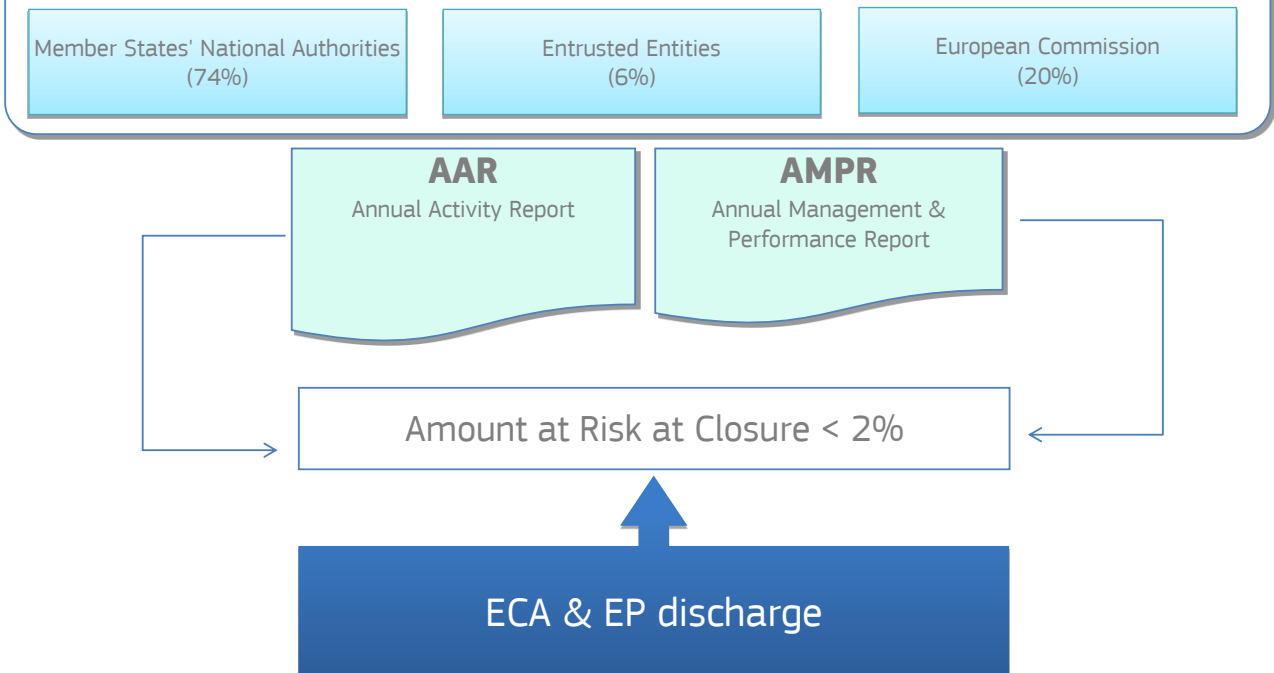 Member States' National Authorities
(74%)
Entrusted Entities
(6%)
European Commission
(20%)
AAR
Annual Activity Report
AMPR
Annual Management &
Performance Report
Amount at Risk at Closure < 2%
ECA & EP discharge